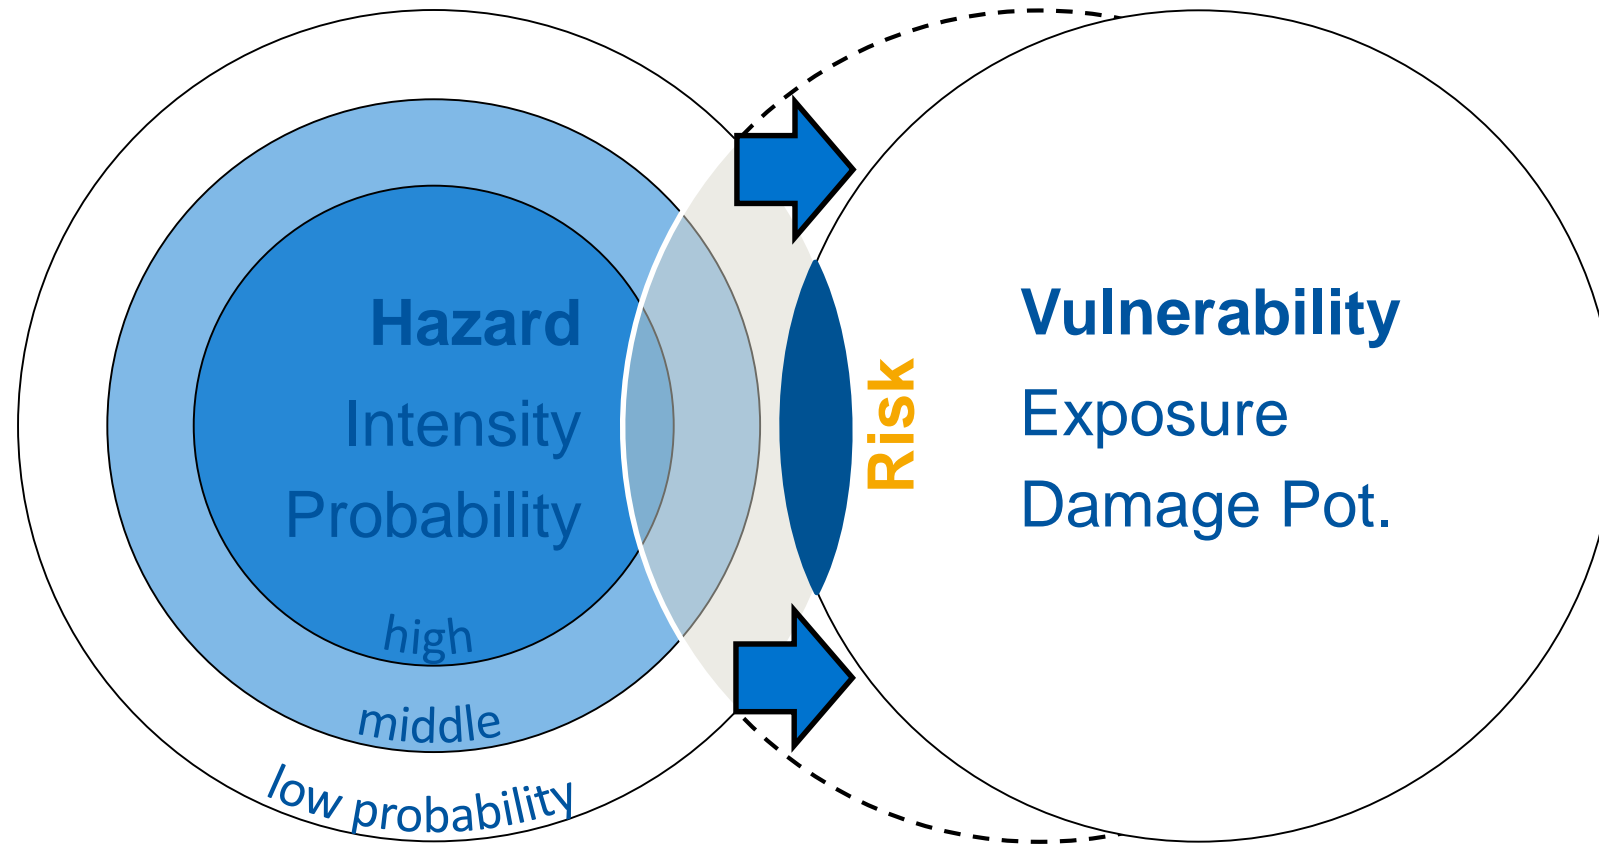 Hazard
Intensity
Probability
high
middle
low probability
Risk
Vulnerability
Exposure
Damage Pot.